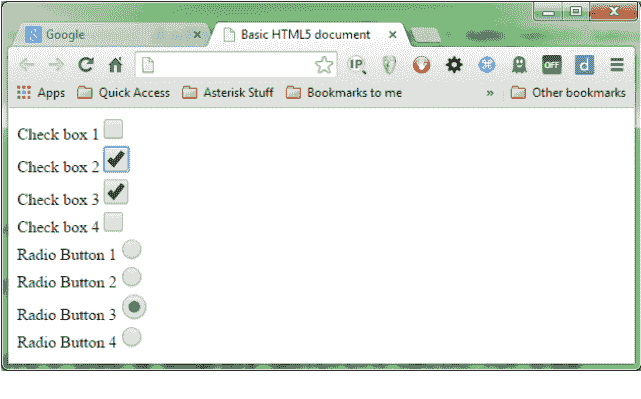 Google
Basic HTML5 document
IP
OFF
d
Apps Quick Access Asterisk Stuff Bookmarks to me » Other bookmarks
Check box 1
Check box 2
Check box 3
Check box 4
Radio Button 1
Radio Button 2
Radio Button 3
Radio Button 4